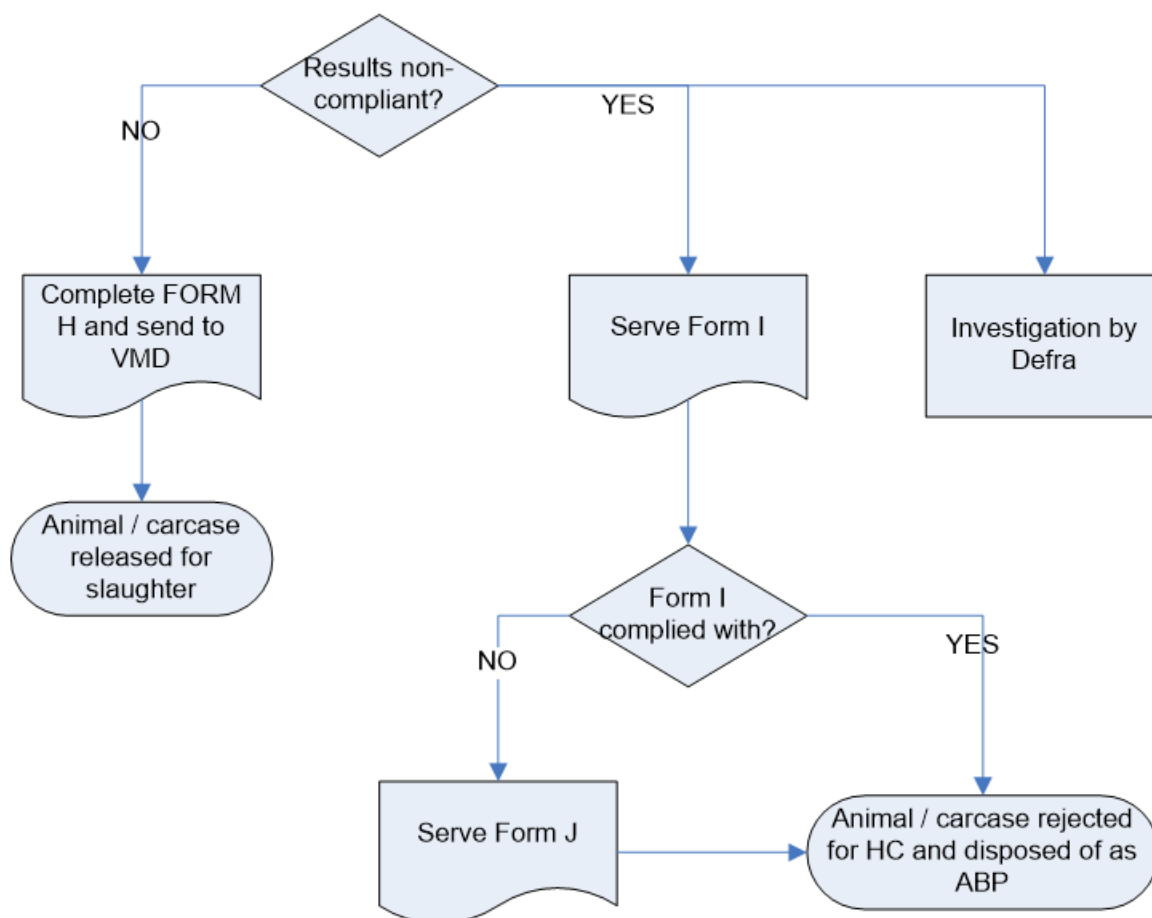 Results non-
compliant?
NO
YES
Complete FORM
H and send to
VMD
Serve Form I
Investigation by
Defra
Animal / carcase
released for
slaughter
Form I
complied with?
NO
YES
Serve Form J
Animal / carcase rejected
for HC and disposed of as
ABP